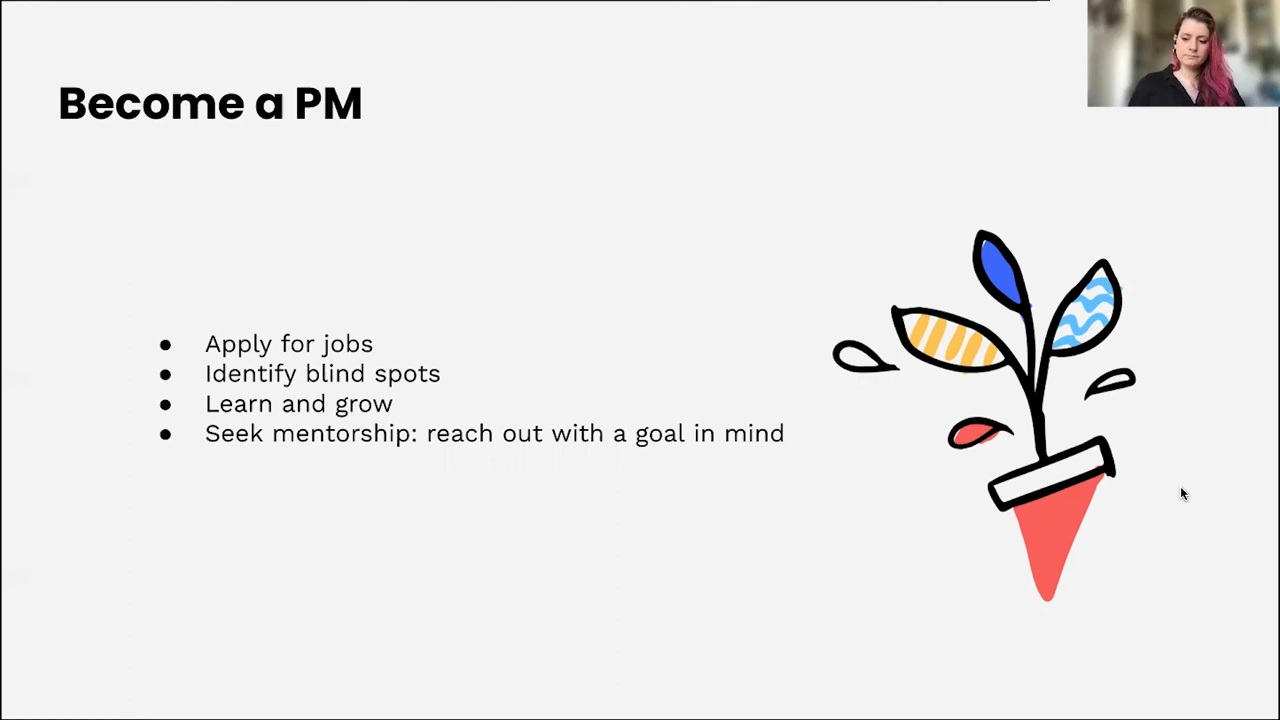 Become a PM
● Apply for jobs
● Identify blind spots
● Learn and grow
● Seek mentorship: reach out with a goal in mind